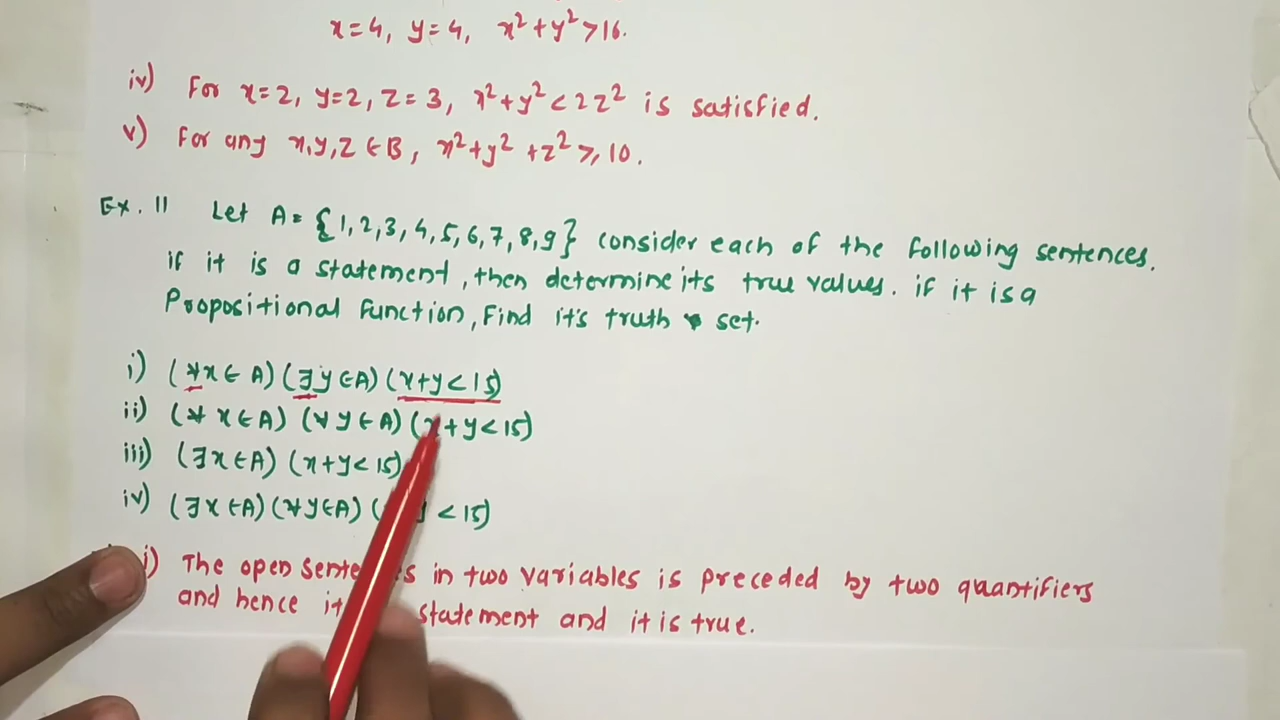 x=4, y=4, x²+y²>16.
iv) For x=2, y=2, z=3, x²+y²<2z² is satisfied.
v) For any x,y,z∈B, x²+y²+z²⩾10.
Ex. 11 Let A={1,2,3,4,5,6,7,8,9} consider each of the following sentences.
if it is a statement, then determine its true values. if it is a
Propositional function, Find it's truth set.
i) (∀x∈A)(∃y∈A)(x+y<15)
ii) (∀x∈A)(∀y∈A)(x+y<15)
iii) (∃x∈A)(x+y<15)
iv) (∃x∈A)(∀y∈A)( <15)
i) The open in two variables is preceded by two quantifiers
and hence it statement and it is true.